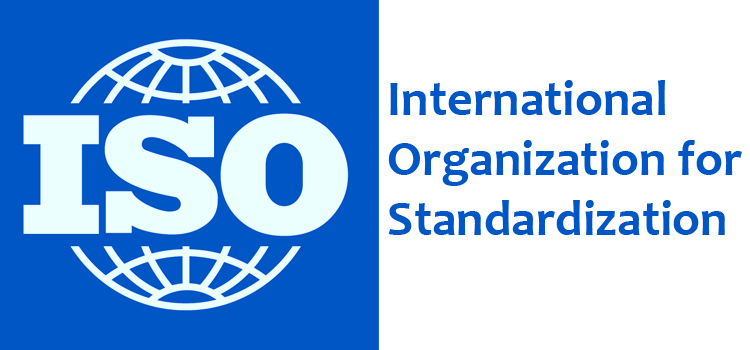 ISO
International
Organization for
Standardization